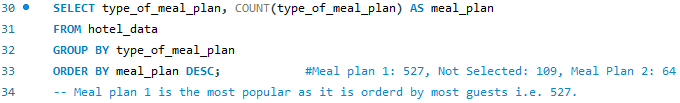 30 SELECT type_of_meal_plan, COUNT(type_of_meal_plan) AS meal_plan
31 FROM hotel_data
32 GROUP BY type_of_meal_plan
33 ORDER BY meal_plan DESC; #Meal plan 1: 527, Not Selected: 109, Meal Plan 2: 64
34 -- Meal plan 1 is the most popular as it is orderd by most guests i.e. 527.